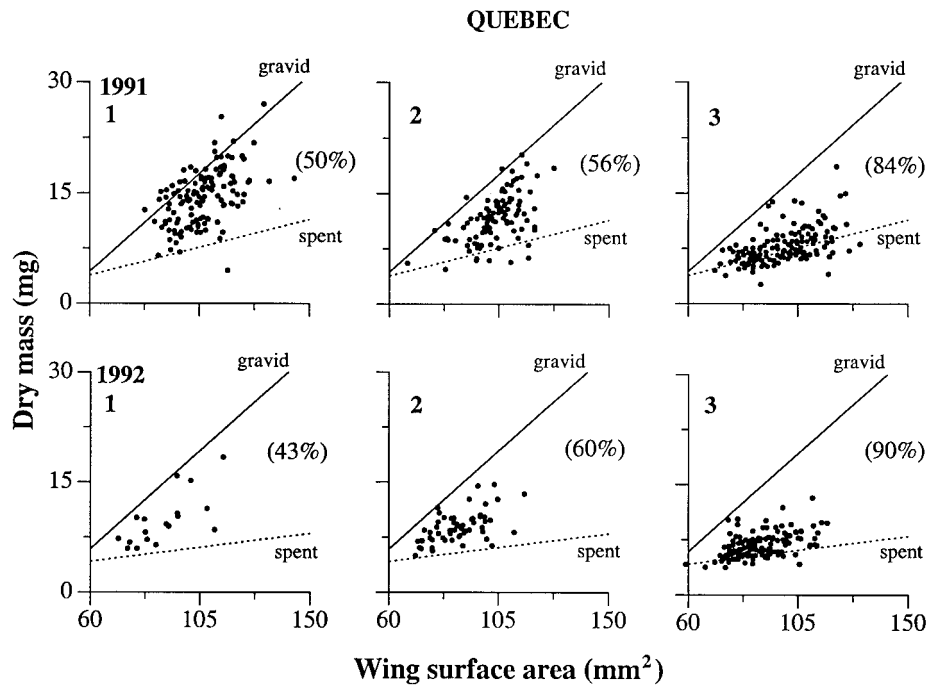 QUEBEC
Dry mass (mg)
30
15
0
1991
1
gravid
(50%)
spent
2
gravid
(56%)
spent
3
gravid
(84%)
spent
30
15
0
1992
1
gravid
(43%)
spent
2
gravid
(60%)
spent
3
gravid
(90%)
spent
60 105 150
60 105 150
60 105 150
Wing surface area (mm²)